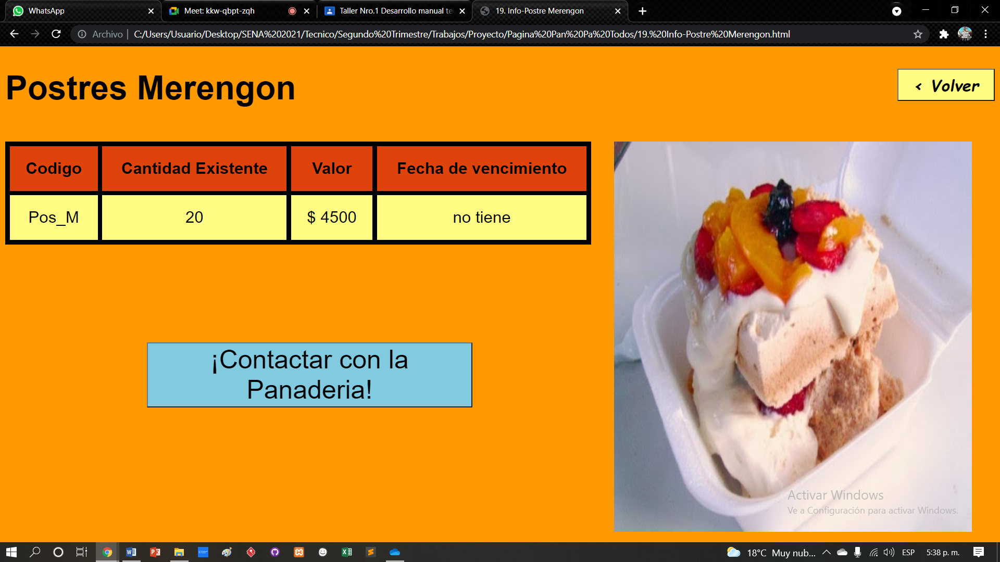 WhatsApp
Meet: kkw-qbpt-zqh
Taller Nro.1 Desarrollo manual te
19. Info-Postre Merengon
Archivo
C:/Users/Usuario/Desktop/SENA%202021/Tecnico/Segundo%20Trimestre/Trabajos/Proyecto/Pagina%20Pan%20Pa%20Todos/19.%20Info-Postre%20Merengon.html
Postres Merengon
< Volver
Codigo Cantidad Existente Valor Fecha de vencimiento
Pos_M 20 $ 4500 no tiene
¡Contactar con la
Panaderia!
Activar Windows
Ve a Configuración para activar Windows.
18°C Muy nub... ESP 5:38 p. m.